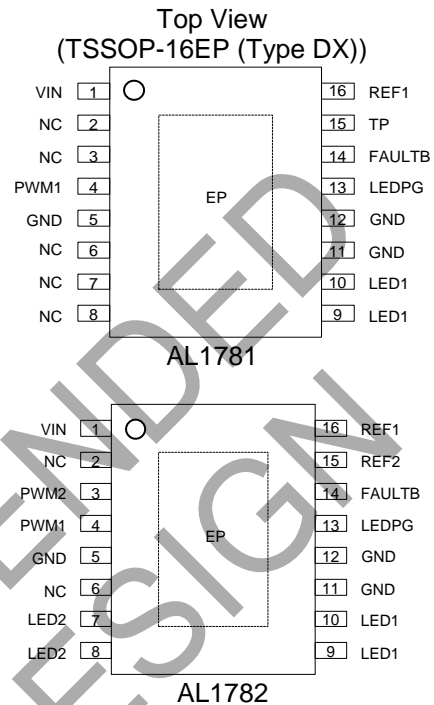 Top View
(TSSOP-16EP (Type DX))
VIN 1 16 REF1
NC 2 15 TP
NC 3 14 FAULTB
PWM1 4 13 LEDPG
EP
GND 5 12 GND
NC 6 11 GND
NC 7 10 LED1
NC 8 9 LED1
AL1781
VIN 1 16 REF1
NC 2 15 REF2
PWM2 3 14 FAULTB
PWM1 4 13 LEDPG
EP
GND 5 12 GND
NC 6 11 GND
LED2 7 10 LED1
LED2 8 9 LED1
AL1782
ENDED
DESIGN